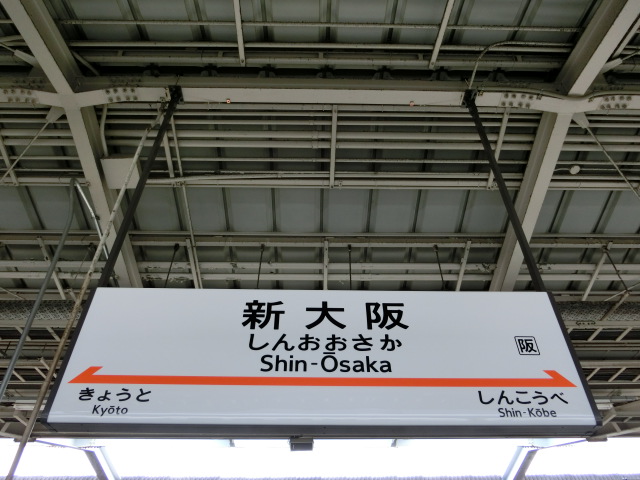 新大阪
しんおおさか
Shin-Ōsaka
阪
きょうと
Kyōto
しんこうべ
Shin-Kōbe